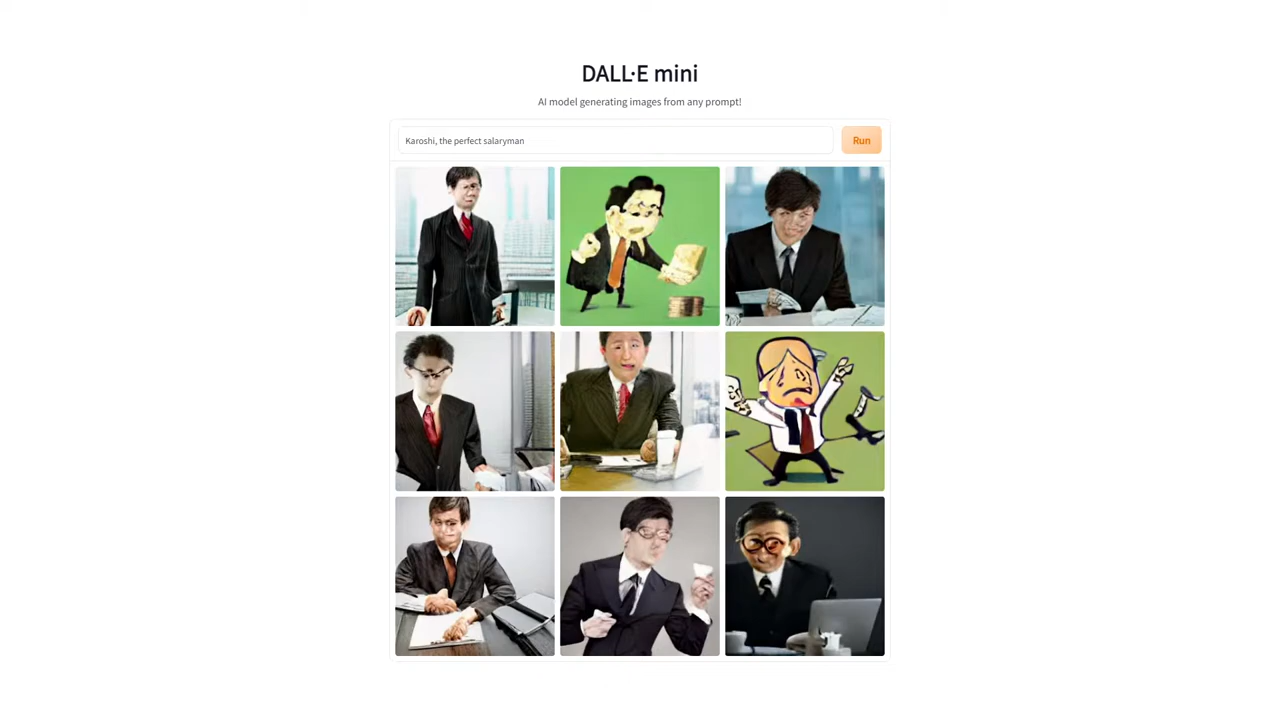 DALL·E mini
AI model generating images from any prompt!
Karoshi, the perfect salaryman
Run